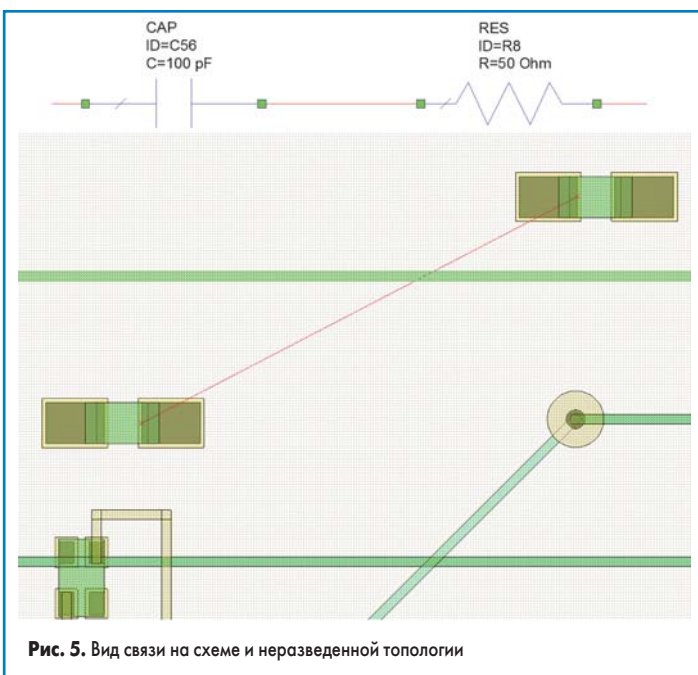 CAP
ID=C56
C=100 pF
RES
ID=R8
R=50 Ohm
Рис. 5. Вид связи на схеме и неразведенной топологии